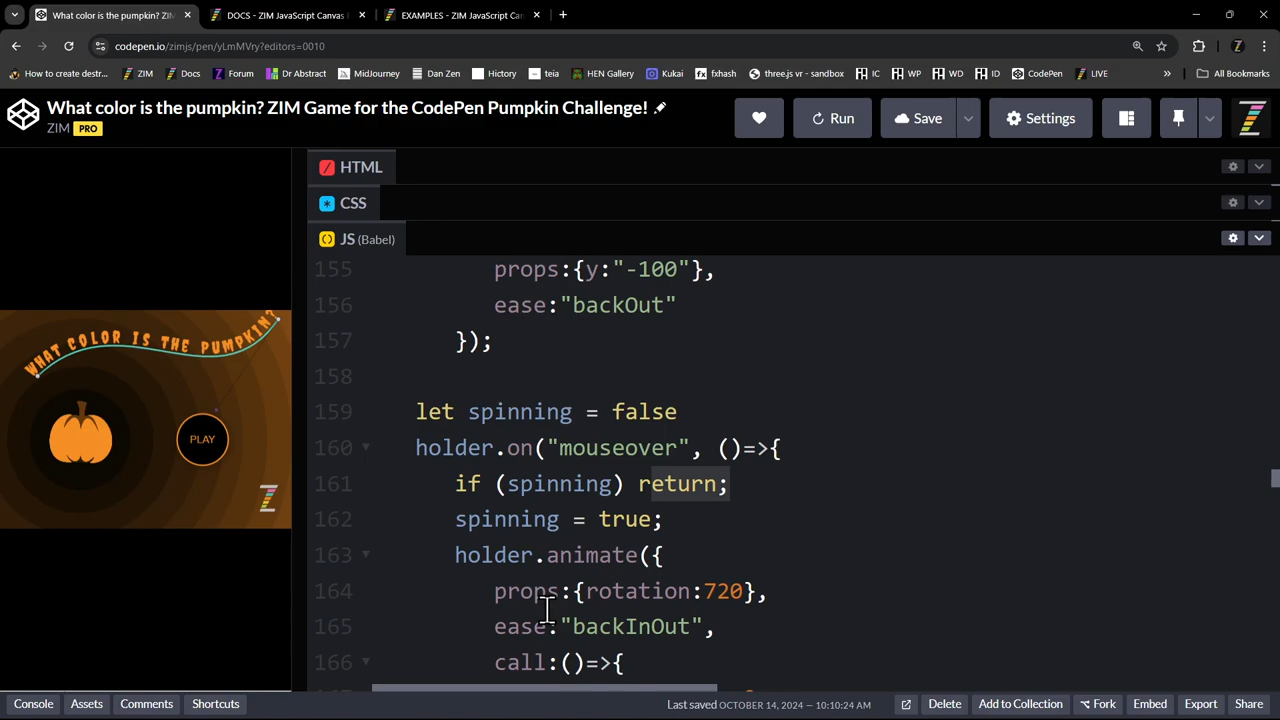 What color is the pumpkin? ZIM
DOCS - ZIM JavaScript Canvas
EXAMPLES - ZIM JavaScript Can
codepen.io/zimjs/pen/yLmMVry?editors=0010
How to create destr...
ZIM
Docs
Forum
Dr Abstract
MidJourney
Dan Zen
Hictory
teia
HEN Gallery
Kukai
fxhash
three.js vr - sandbox
IC
WP
WD
ID
CodePen
LIVE
»
All Bookmarks
What color is the pumpkin? ZIM Game for the CodePen Pumpkin Challenge!
ZIM PRO
Run
Save
Settings
HTML
CSS
JS (Babel)
155 props:{y:"-100"},
156 ease:"backOut"
157 });
158
159 let spinning = false
160 holder.on("mouseover", ()=>{
161 if (spinning) return;
162 spinning = true;
163 holder.animate({
164 props:{rotation:720},
165 ease:"backInOut",
166 call:()=>{
WHAT COLOR IS THE PUMPKIN?
PLAY
Console
Assets
Comments
Shortcuts
Last saved OCTOBER 14, 2024 — 10:10:24 AM
Delete
Add to Collection
Fork
Embed
Export
Share